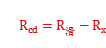 Rcd = R滑 − Rx